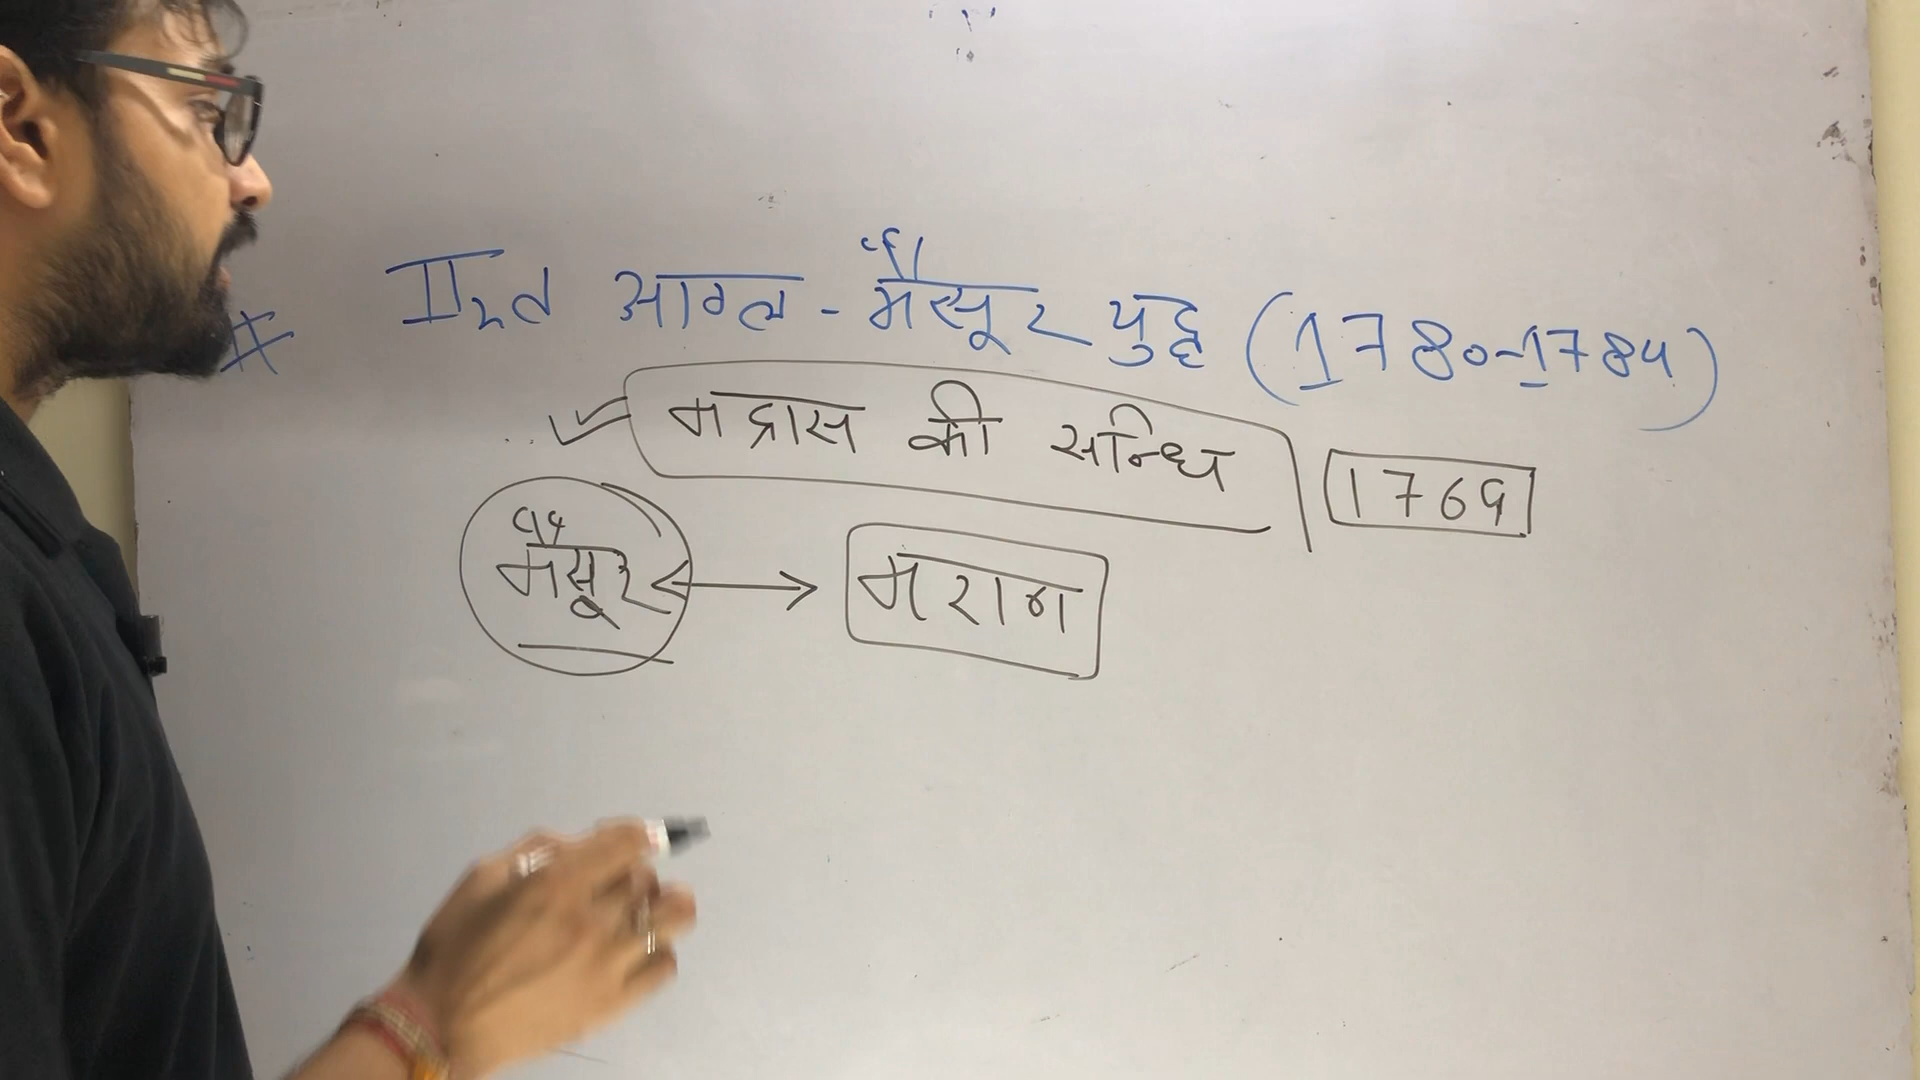 * IInd आंग्ल - मैसूर युद्ध (1780-1784)
मद्रास की सन्धि 1769
मैसूर मराठा